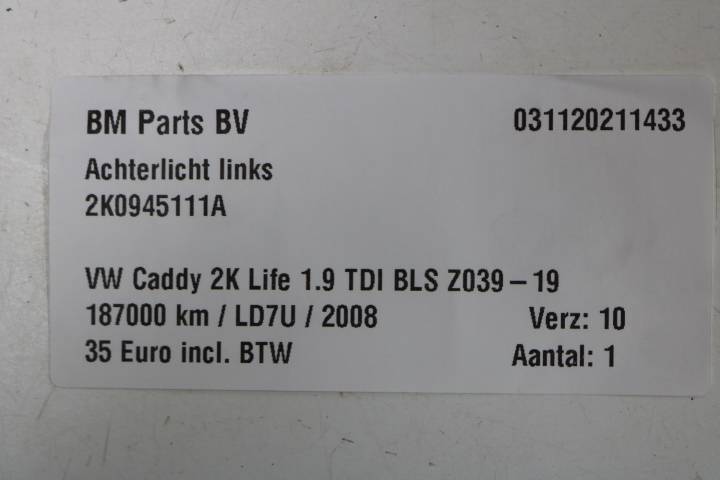 BM Parts BV 031120211433
Achterlicht links
2K0945111A
VW Caddy 2K Life 1.9 TDI BLS Z039 – 19
187000 km / LD7U / 2008 Verz: 10
35 Euro incl. BTW Aantal: 1